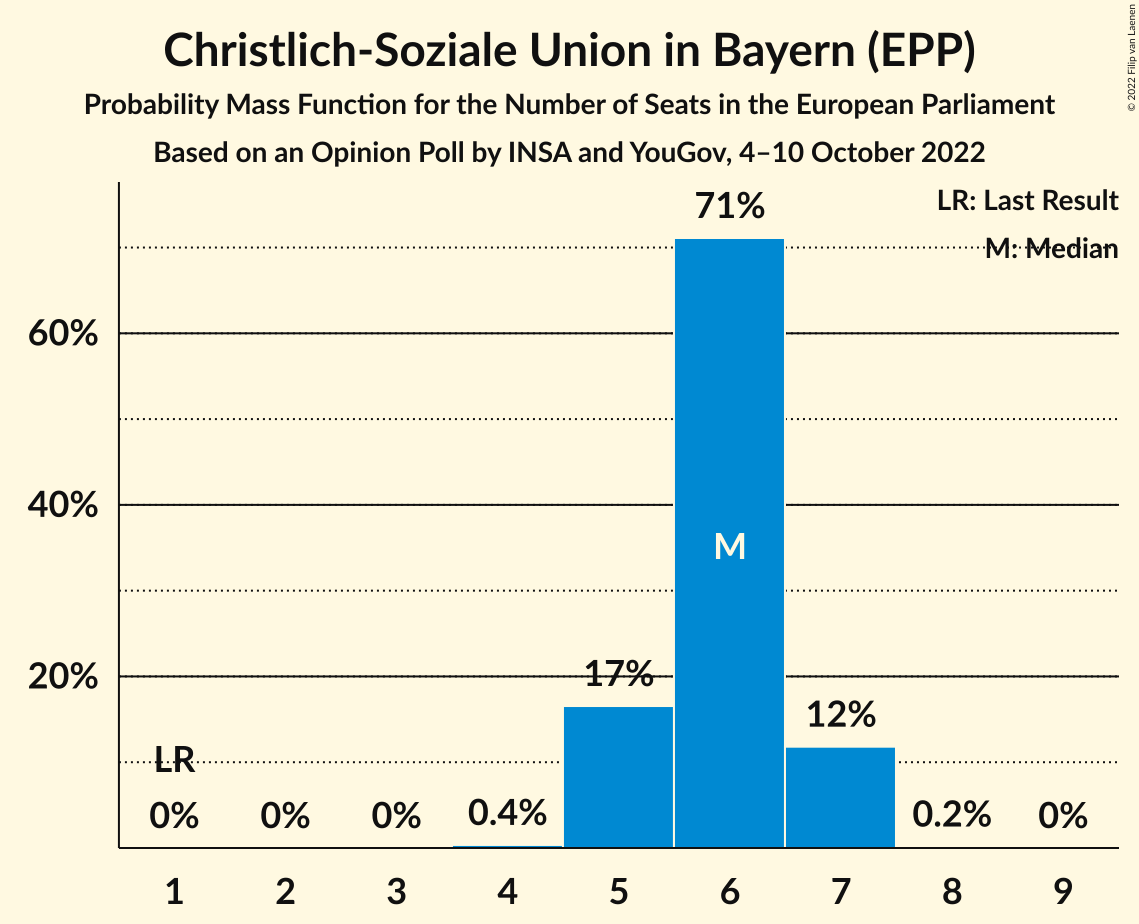 Christlich-Soziale Union in Bayern (EPP)
Probability Mass Function for the Number of Seats in the European Parliament
Based on an Opinion Poll by INSA and YouGov, 4–10 October 2022
© 2022 Filip van Laenen
LR: Last Result
M: Median
71%
60%
40%
M
20%
17%
12%
LR
0%
0%
0%
0.4%
0.2%
0%
1 2 3 4 5 6 7 8 9